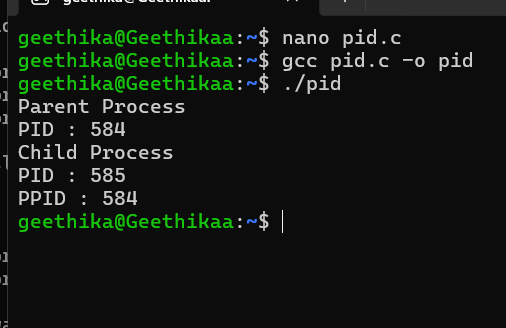 geethika@Geethikaa:~$ nano pid.c
geethika@Geethikaa:~$ gcc pid.c -o pid
geethika@Geethikaa:~$ ./pid
Parent Process
PID : 584
Child Process
PID : 585
PPID : 584
geethika@Geethikaa:~$